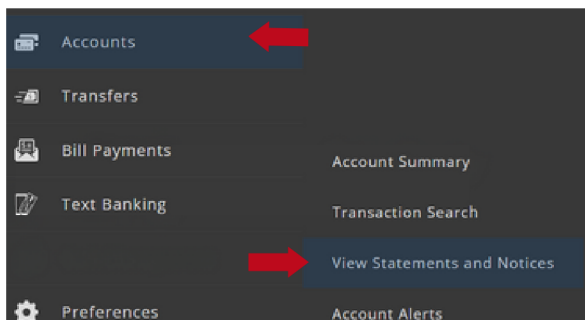 Accounts
Transfers
Bill Payments
Text Banking
Preferences
Account Summary
Transaction Search
View Statements and Notices
Account Alerts